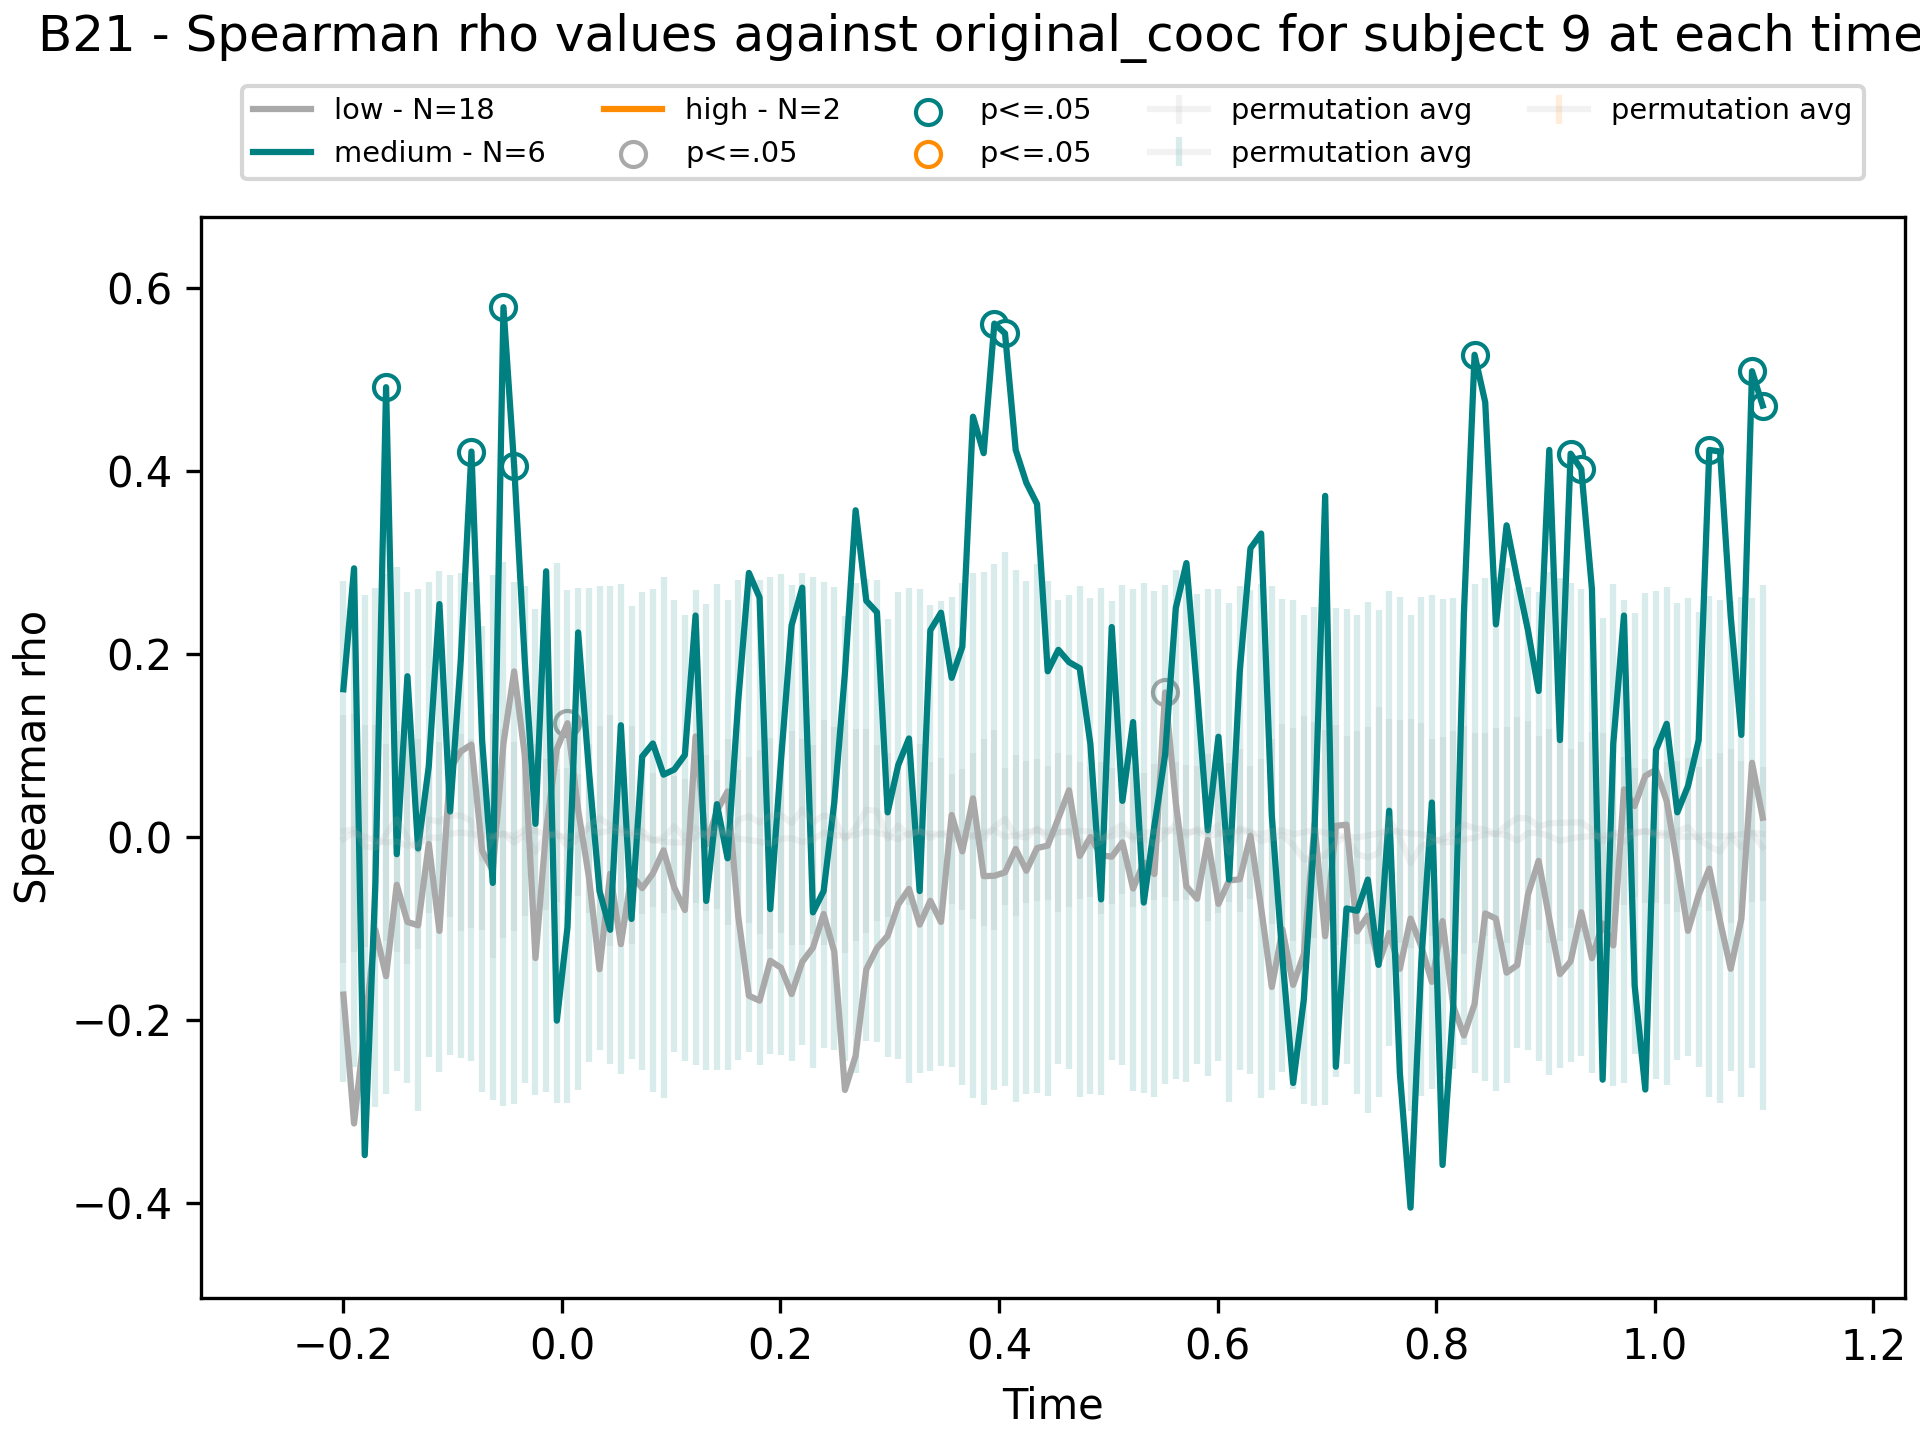 B21 - Spearman rho values against original_cooc for subject 9 at each time
low - N=18
high - N=2
p<=.05
permutation avg
permutation avg
medium - N=6
p<=.05
p<=.05
permutation avg
Spearman rho
0.6
0.4
0.2
0.0
−0.2
−0.4
−0.2
0.0
0.2
0.4
0.6
0.8
1.0
1.2
Time